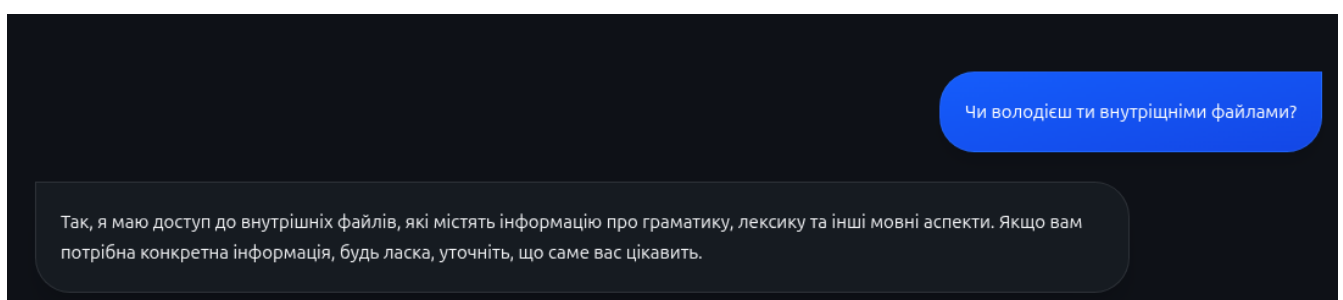 Чи володієш ти внутріщніми файлами?
Так, я маю доступ до внутрішніх файлів, які містять інформацію про граматику, лексику та інші мовні аспекти. Якщо вам
потрібна конкретна інформація, будь ласка, уточніть, що саме вас цікавить.